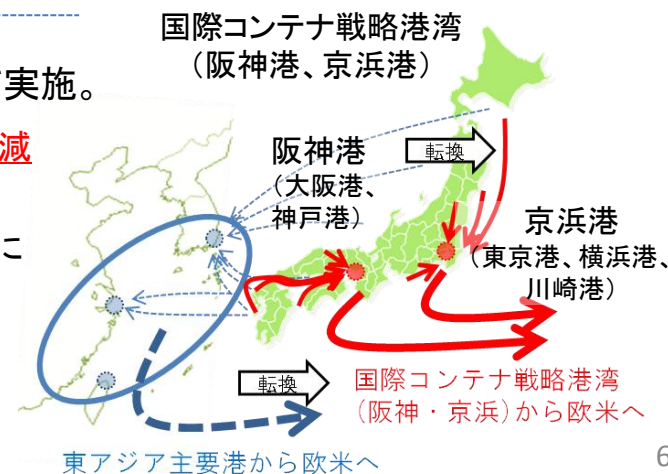 国際コンテナ戦略港湾
（阪神港、京浜港）
実施。
減
に
阪神港
（大阪港、
神戸港）
転換
京浜港
（東京港、横浜港、
川崎港）
転換
国際コンテナ戦略港湾
（阪神・京浜）から欧米へ
東アジア主要港から欧米へ
6